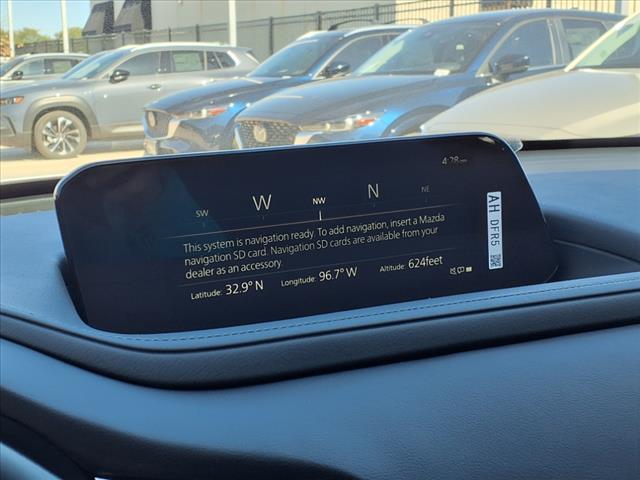 4:28
SW W NW N NE
This system is navigation ready. To add navigation, insert a Mazda
navigation SD card. Navigation SD cards are available from your
dealer as an accessory.
Latitude: 32.9° N Longitude: 96.7° W Altitude: 624feet
AH DFR5